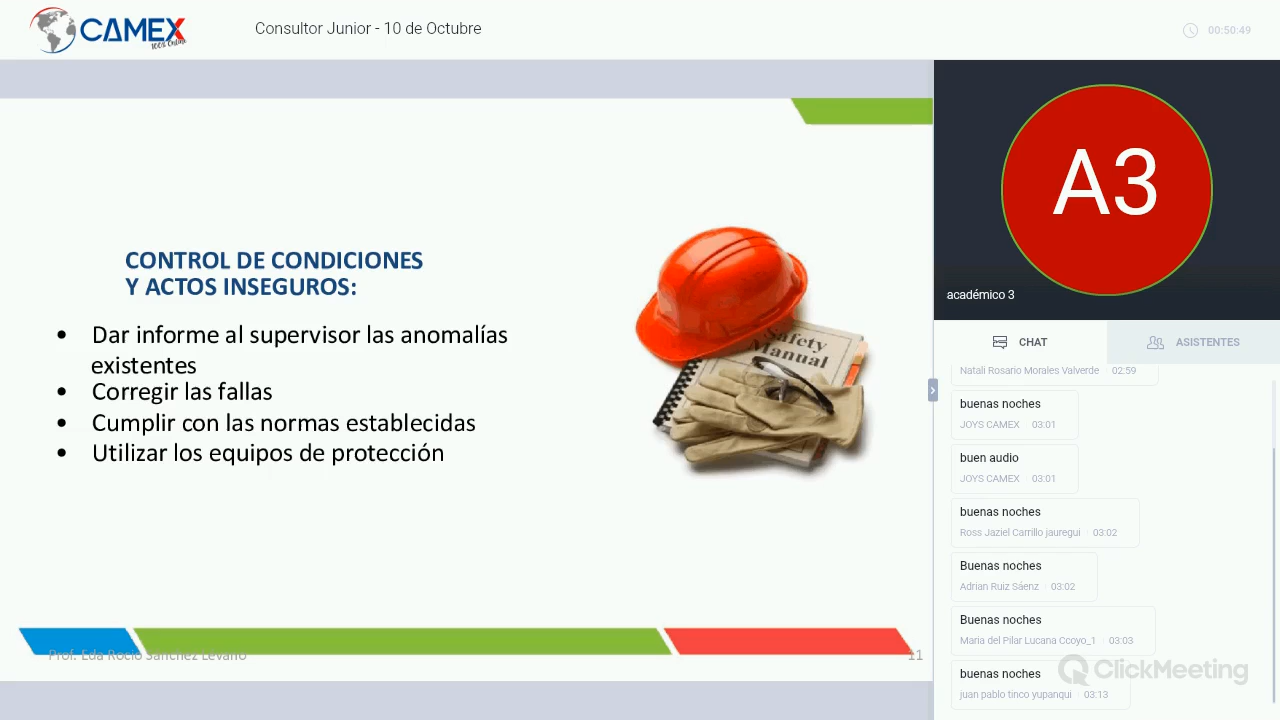 CAMEX
100% Online
Consultor Junior - 10 de Octubre
00:50:49
CONTROL DE CONDICIONES
Y ACTOS INSEGUROS:
• Dar informe al supervisor las anomalías
existentes
• Corregir las fallas
• Cumplir con las normas establecidas
• Utilizar los equipos de protección
Safety
Manual
Prof. Eda Rocio Sanchez Levano
11
A3
académico 3
CHAT
ASISTENTES
Natali Rosario Morales Valverde 02:59
buenas noches
JOYS CAMEX 03:01
buen audio
JOYS CAMEX 03:01
buenas noches
Ross Jaziel Carrillo jauregui 03:02
Buenas noches
Adrian Ruiz Sáenz 03:02
Buenas noches
Maria del Pilar Lucana Ccoyo_1 03:03
buenas noches
juan pablo tinco yupanqui 03:13
ClickMeeting